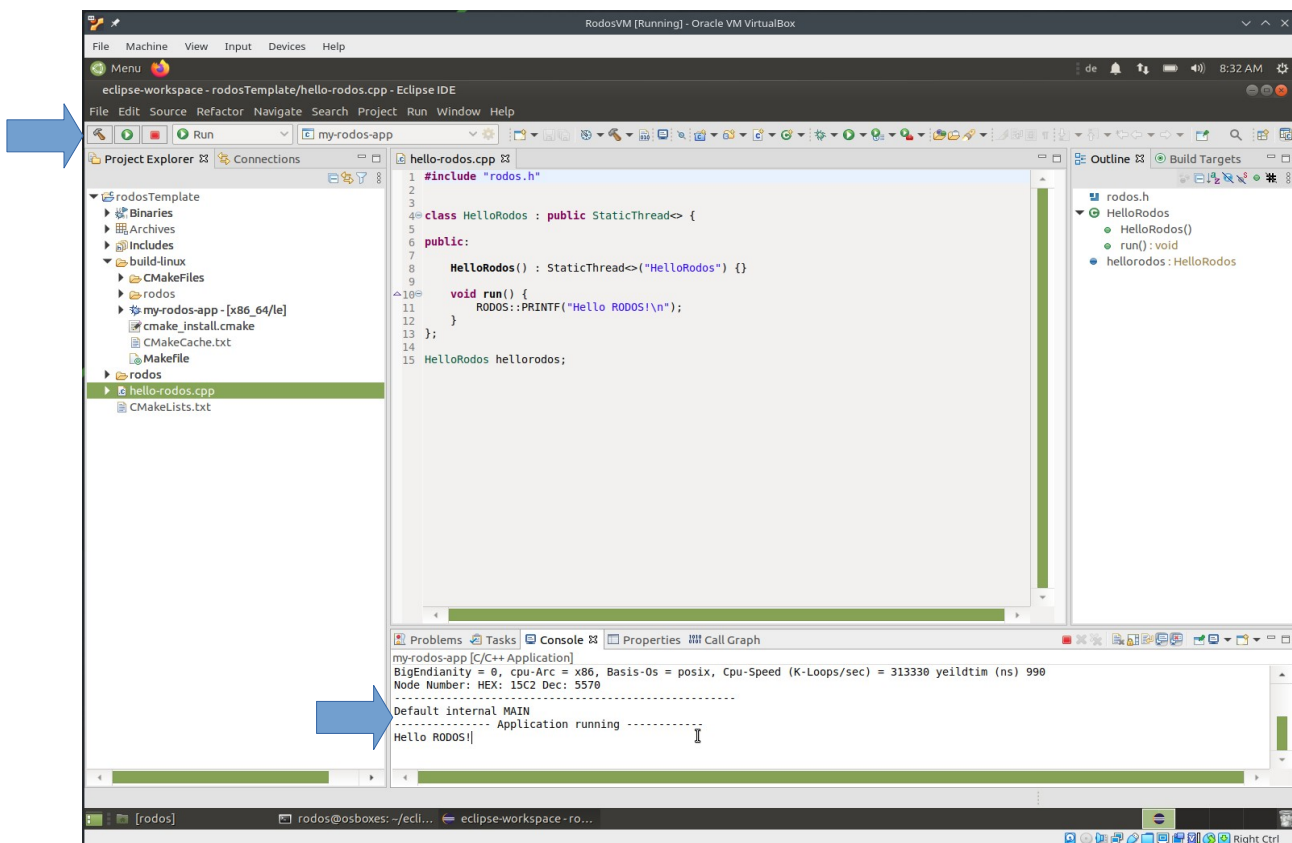 RodosVM [Running] - Oracle VM VirtualBox
File Machine View Input Devices Help
Menu de 8:32 AM
eclipse-workspace - rodosTemplate/hello-rodos.cpp - Eclipse IDE
File Edit Source Refactor Navigate Search Project Run Window Help
Run my-rodos-app
Project Explorer Connections
rodosTemplate
Binaries
Archives
Includes
build-linux
CMakeFiles
rodos
my-rodos-app - [x86_64/le]
cmake_install.cmake
CMakeCache.txt
Makefile
rodos
hello-rodos.cpp
CMakeLists.txt
hello-rodos.cpp
1 #include "rodos.h"
2
3
4 class HelloRodos : public StaticThread<> {
5
6 public:
7
8 HelloRodos() : StaticThread<>("HelloRodos") {}
9
10 void run() {
11 RODOS::PRINTF("Hello RODOS!\n");
12 }
13 };
14
15 HelloRodos hellorodos;
Outline Build Targets
rodos.h
HelloRodos
HelloRodos()
run() : void
hellorodos : HelloRodos
Problems Tasks Console Properties Call Graph
my-rodos-app [C/C++ Application]
BigEndianity = 0, cpu-Arc = x86, Basis-Os = posix, Cpu-Speed (K-Loops/sec) = 313330 yeildtim (ns) 990
Node Number: HEX: 15C2 Dec: 5570
-----------------------------------------------------
Default internal MAIN
--------------- Application running ------------
Hello RODOS!
[rodos] rodos@osboxes: ~/ecli... eclipse-workspace - ro...
Right Ctrl